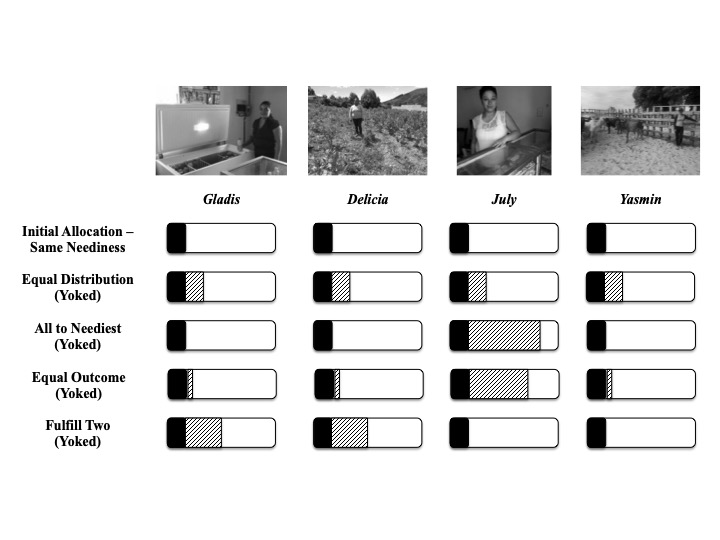 Gladis Delicia July Yasmin
Initial Allocation –
Same Neediness
Equal Distribution
(Yoked)
All to Neediest
(Yoked)
Equal Outcome
(Yoked)
Fulfill Two
(Yoked)